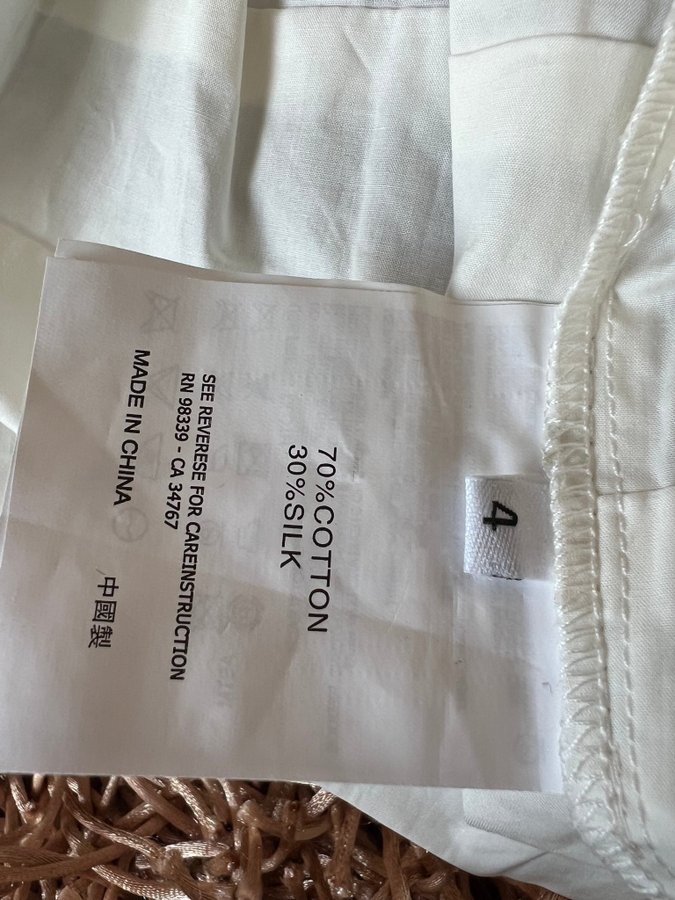 4
70%COTTON
30%SILK
SEE REVERESE FOR CAREINSTRUCTION
RN 98339 - CA 34767
MADE IN CHINA
中國製